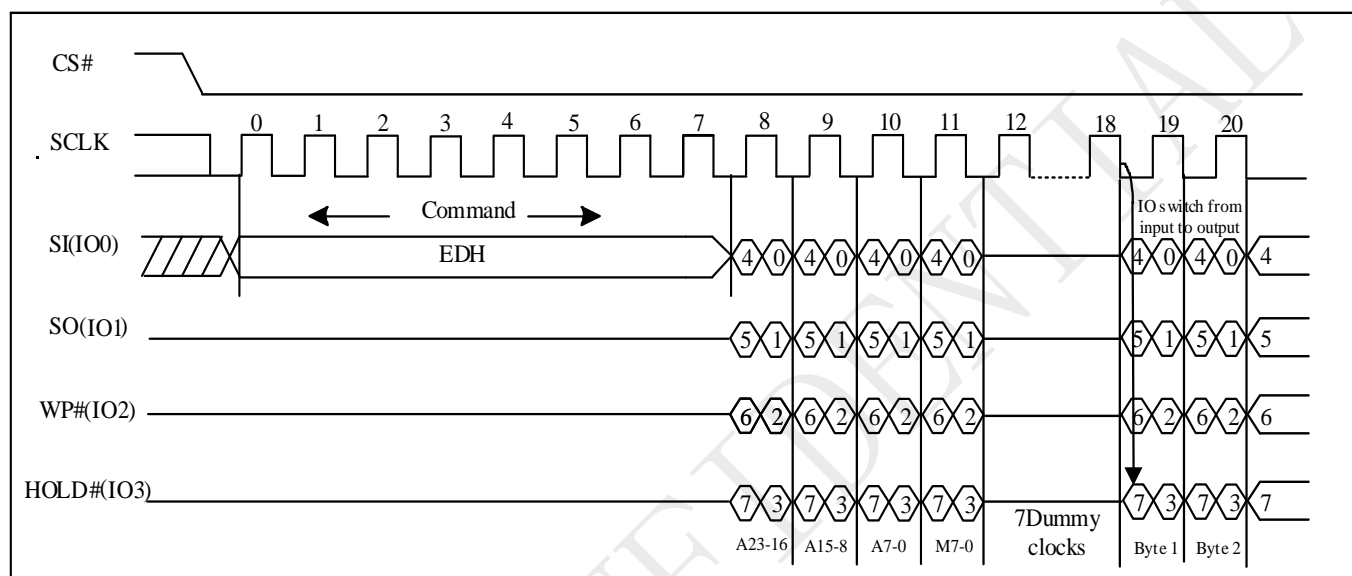 CS#
0 1 2 3 4 5 6 7 8 9 10 11 12 18 19 20
SCLK
Command
IO switch from
input to output
SI(IO0)
EDH
4 0 4 0 4 0 4 0 4 0 4 0 4
SO(IO1)
5 1 5 1 5 1 5 1 5 1 5 1 5
WP#(IO2)
6 2 6 2 6 2 6 2 6 2 6 2 6
HOLD#(IO3)
7 3 7 3 7 3 7 3 7 3 7 3 7
A23-16 A15-8 A7-0 M7-0
7Dummy
clocks
Byte 1 Byte 2